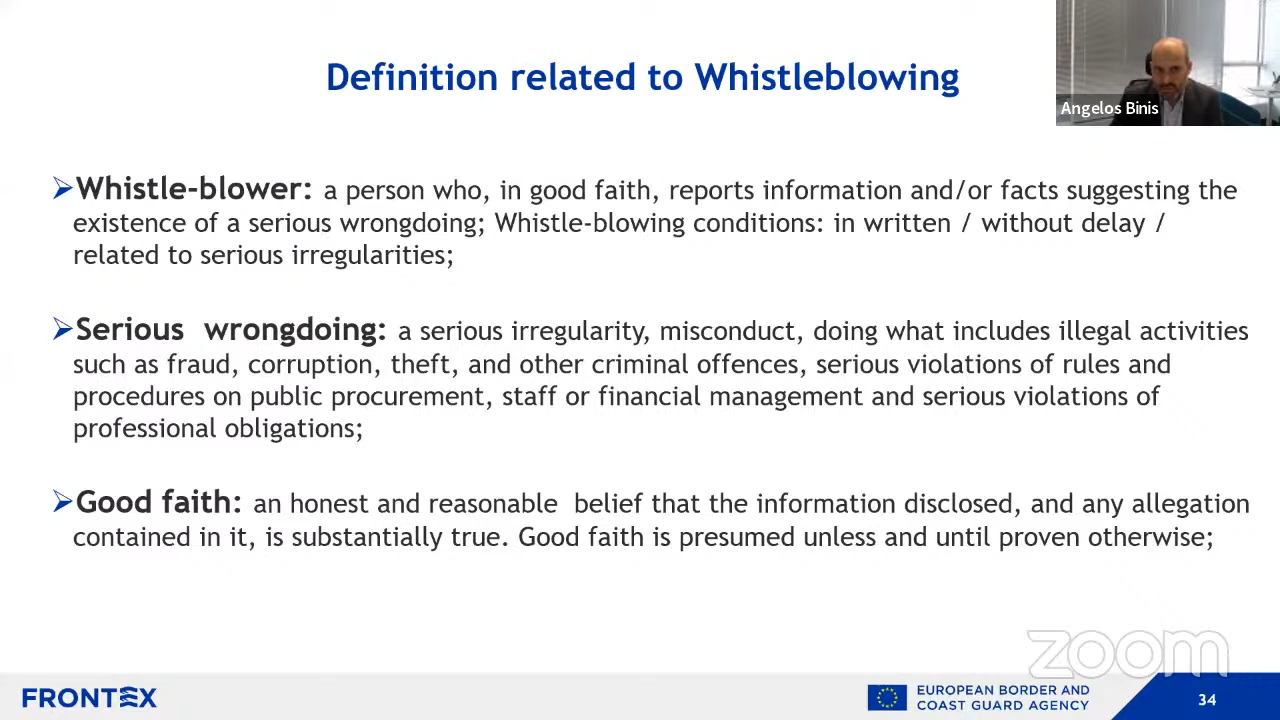 Definition related to Whistleblowing
Angelos Binis
➢Whistle-blower: a person who, in good faith, reports information and/or facts suggesting the
existence of a serious wrongdoing; Whistle-blowing conditions: in written / without delay /
related to serious irregularities;
➢Serious  wrongdoing: a serious irregularity, misconduct, doing what includes illegal activities
such as fraud, corruption, theft, and other criminal offences, serious violations of rules and
procedures on public procurement, staff or financial management and serious violations of
professional obligations;
➢Good faith: an honest and reasonable  belief that the information disclosed, and any allegation
contained in it, is substantially true. Good faith is presumed unless and until proven otherwise;
zoom
FRONTEX
EUROPEAN BORDER AND
COAST GUARD AGENCY
34